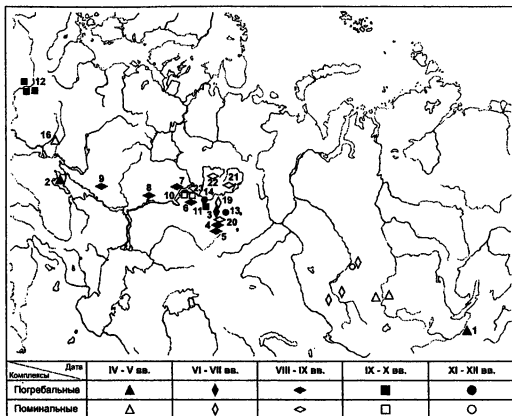 12
16
2
9
8
7
10
6
11
14
22
21
19
3
13
4
20
5
1
Дата
Комплексы
IV - V вв.
VI - VII вв.
VIII - IX вв.
IX - X вв.
XI - XII вв.
Погребальные
Поминальные